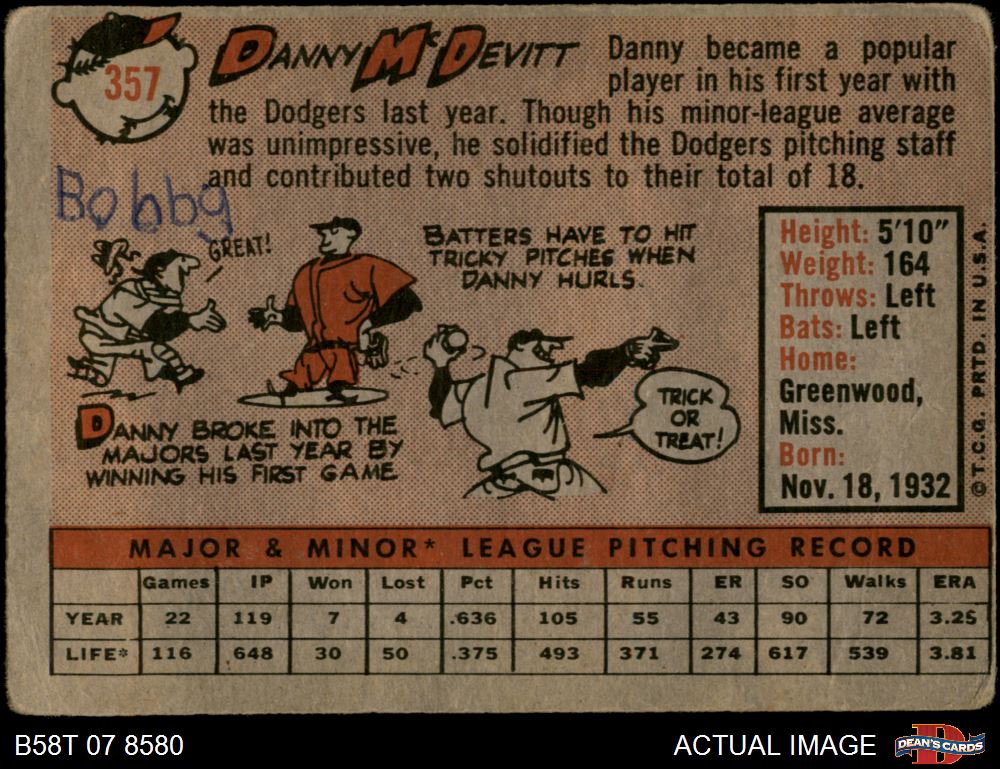 357
DANNY McDEVITT
Danny became a popular
player in his first year with
the Dodgers last year. Though his minor-league average
was unimpressive, he solidified the Dodgers pitching staff
and contributed two shutouts to their total of 18.
Bobby
GREAT!
DANNY BROKE INTO THE
MAJORS LAST YEAR BY
WINNING HIS FIRST GAME
BATTERS HAVE TO HIT
TRICKY PITCHES WHEN
DANNY HURLS.
TRICK
OR
TREAT!
Height: 5'10"
Weight: 164
Throws: Left
Bats: Left
Home:
Greenwood,
Miss.
Born:
Nov. 18, 1932
© T.C.G. PRTD. IN U.S.A.
MAJOR & MINOR* LEAGUE PITCHING RECORD
Games IP Won Lost Pct Hits Runs ER SO Walks ERA
YEAR 22 119 7 4 .636 105 55 43 90 72 3.25
LIFE* 116 648 30 50 .375 493 371 274 617 539 3.81
B58T 07 8580
ACTUAL IMAGE
D
DEAN'S CARDS